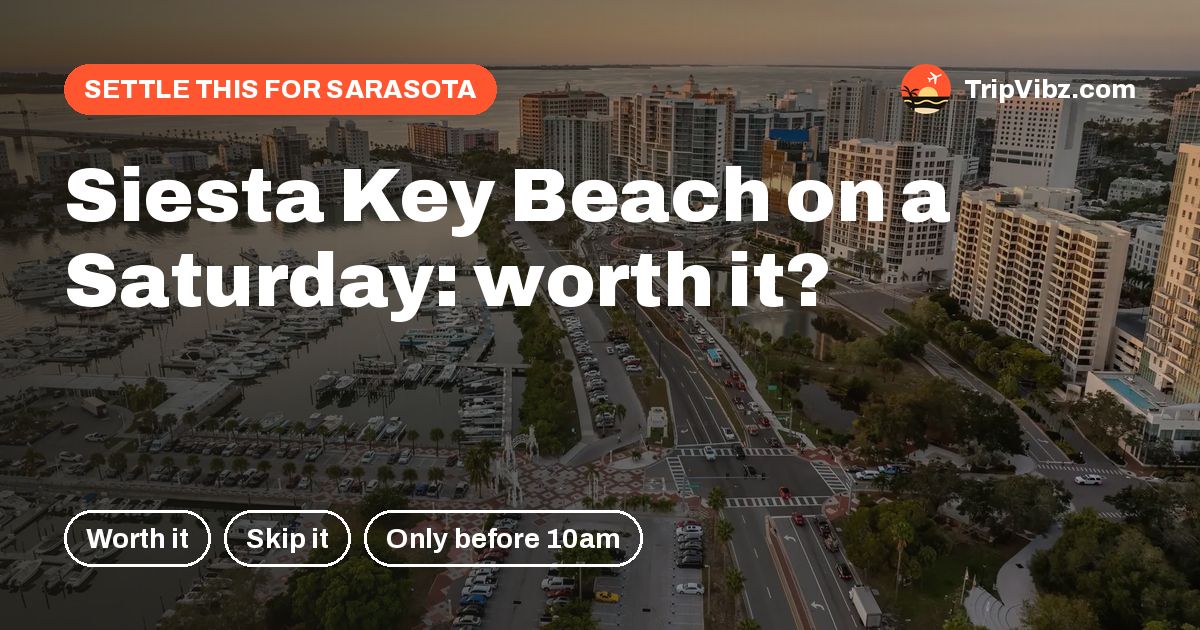 SETTLE THIS FOR SARASOTA
TripVibz.com
Siesta Key Beach on a
Saturday: worth it?
Worth it
Skip it
Only before 10am